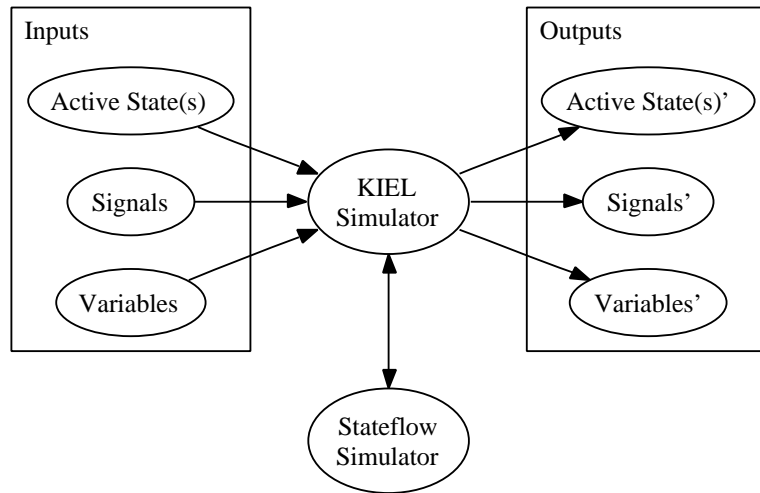 Inputs
Active State(s)
Signals
Variables
KIEL
Simulator
Stateflow
Simulator
Outputs
Active State(s)’
Signals’
Variables’